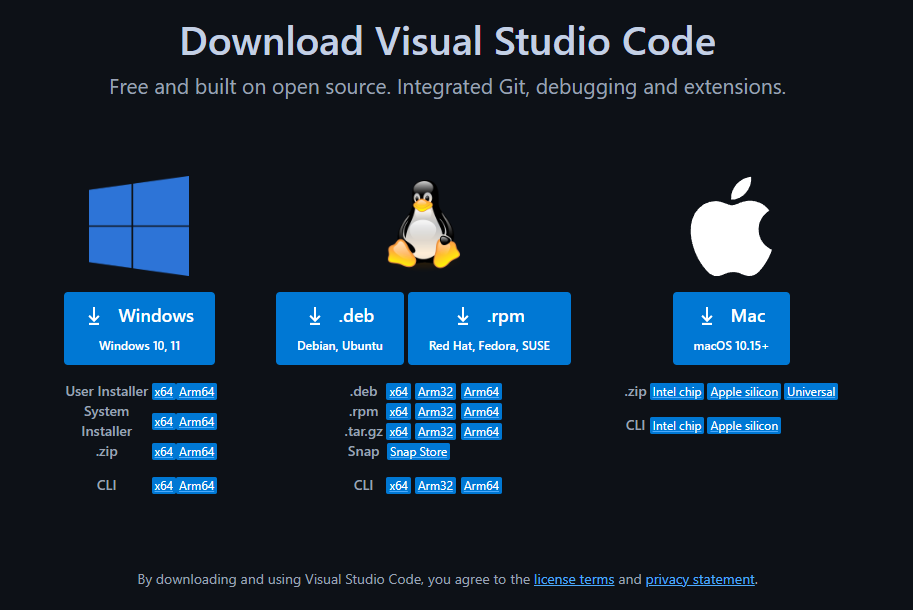 Download Visual Studio Code
Free and built on open source. Integrated Git, debugging and extensions.
Windows
Windows 10, 11
User Installer x64 Arm64
System Installer x64 Arm64
.zip x64 Arm64
CLI x64 Arm64
.deb
Debian, Ubuntu
.rpm
Red Hat, Fedora, SUSE
.deb x64 Arm32 Arm64
.rpm x64 Arm32 Arm64
.tar.gz x64 Arm32 Arm64
Snap Snap Store
CLI x64 Arm32 Arm64
Mac
macOS 10.15+
.zip Intel chip Apple silicon Universal
CLI Intel chip Apple silicon
By downloading and using Visual Studio Code, you agree to the license terms and privacy statement.